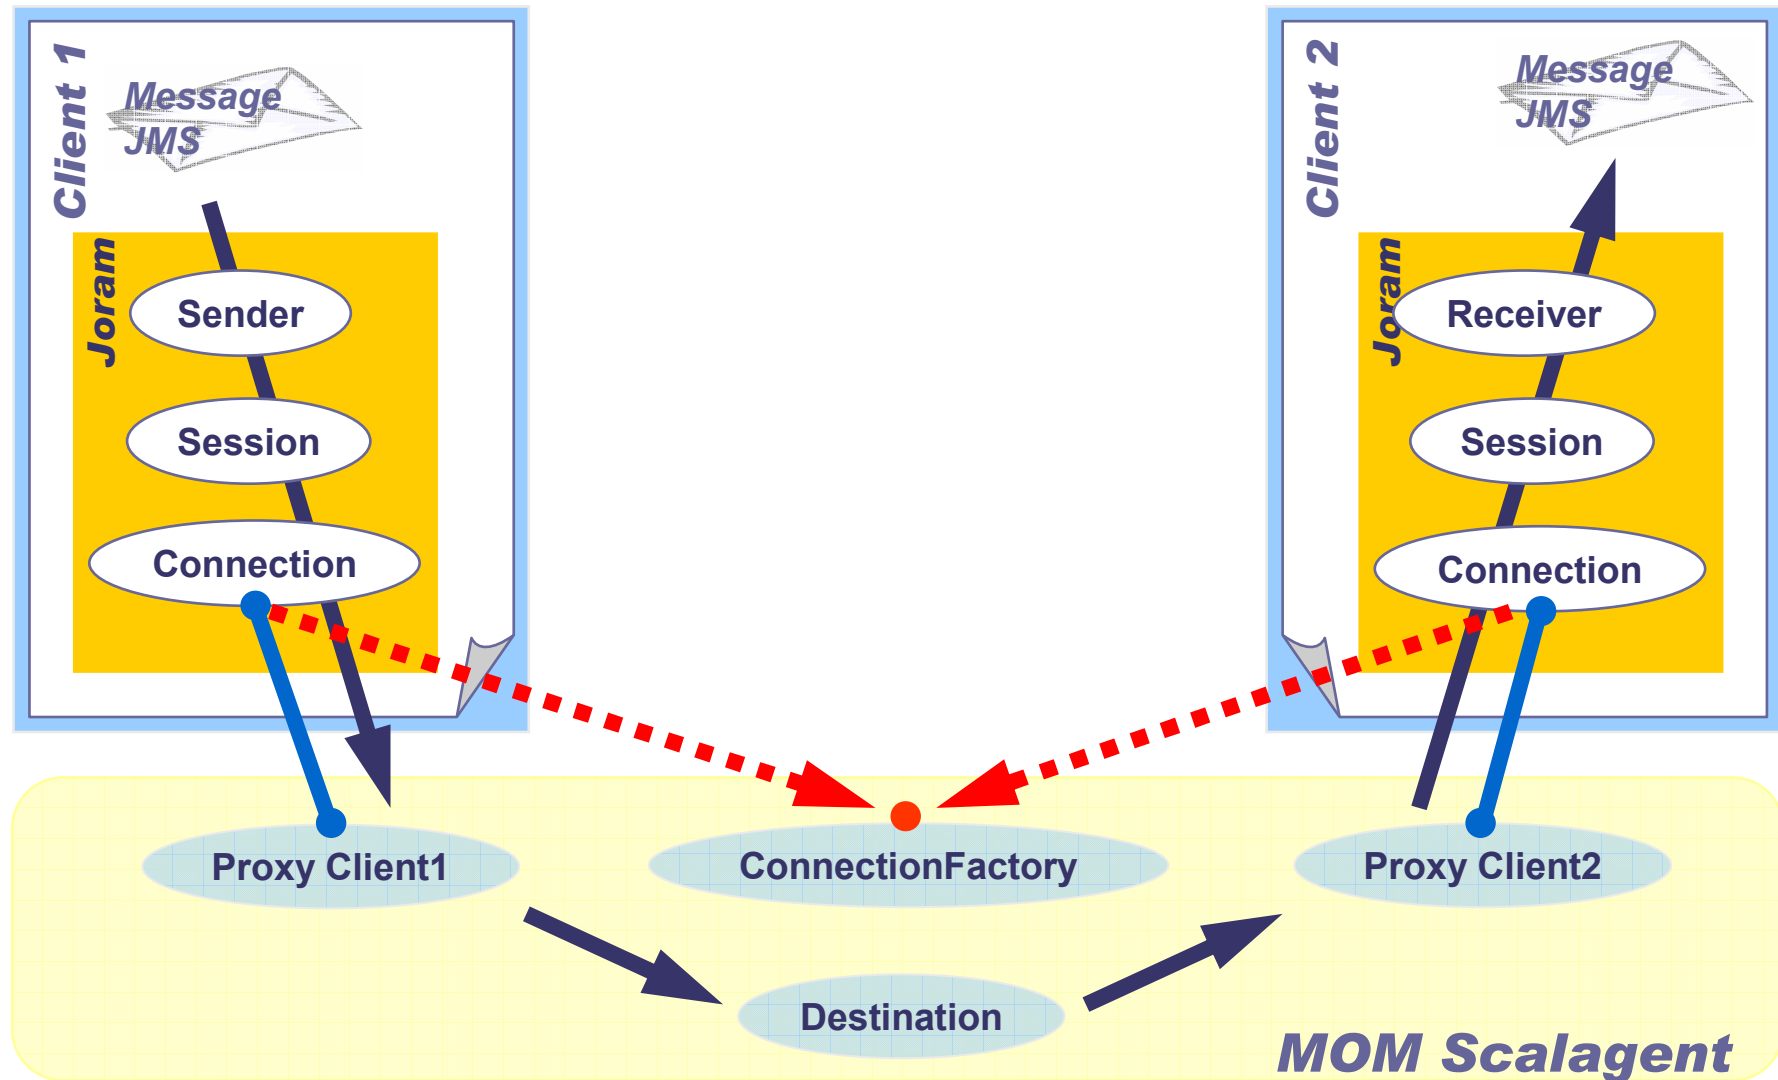 Client 1
Message
JMS
Joram
Sender
Session
Connection
Client 2
Message
JMS
Joram
Receiver
Session
Connection
Proxy Client1
ConnectionFactory
Proxy Client2
Destination
MOM Scalagent